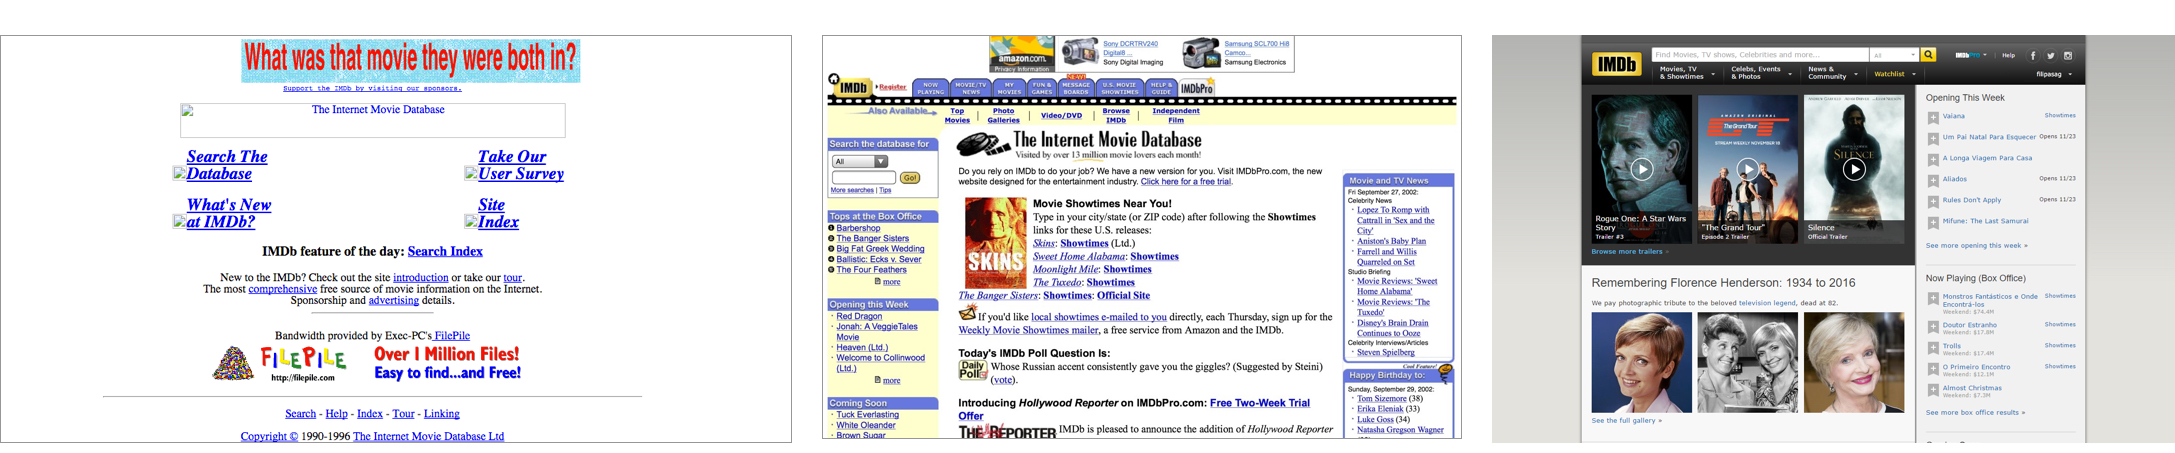 What was that movie they were both in?
Support the IMDb by visiting our sponsors.
The Internet Movie Database
Search The
Database
Take Our
User Survey
What's New
at IMDb?
Site
Index
IMDb feature of the day: Search Index
New to the IMDb? Check out the site introduction or take our tour.
The most comprehensive free source of movie information on the Internet.
Sponsorship and advertising details.
Bandwidth provided by Exec-PC's FilePile
FILEPILE
http://filepile.com
Over 1 Million Files!
Easy to find...and Free!
Search - Help - Index - Tour - Linking
Copyright © 1990-1996 The Internet Movie Database Ltd
amazon.com.
Privacy Information
Sony DCRTRV240
Digital8 ...
Sony Digital Imaging
Samsung SCL700 Hi8
Camco...
Samsung Electronics
IMDb
Register
NOW
PLAYING
MOVIE/TV
NEWS
MY
MOVIES
FUN &
GAMES
NEW!
MESSAGE
BOARDS
U.S. MOVIE
SHOWTIMES
HELP &
GUIDE
IMDbPro
Also Available
Top
Movies
Photo
Galleries
Video/DVD
Browse
IMDb
Independent
Film
Search the database for
All
Go!
More searches | Tips
Tops at the Box Office
1 Barbershop
2 The Banger Sisters
3 Big Fat Greek Wedding
4 Ballistic: Ecks v. Sever
5 The Four Feathers
more
Opening this Week
· Red Dragon
· Jonah: A VeggieTales
Movie
· Heaven (Ltd.)
· Welcome to Collinwood
(Ltd.)
more
Coming Soon
· Tuck Everlasting
· White Oleander
· Brown Sugar
The Internet Movie Database
Visited by over 13 million movie lovers each month!
Do you rely on IMDb to do your job? We have a new version for you. Visit IMDbPro.com, the new
website designed for the entertainment industry. Click here for a free trial.
SKINS
Movie Showtimes Near You!
Type in your city/state (or ZIP code) after following the Showtimes
links for these U.S. releases:
Skins: Showtimes (Ltd.)
Sweet Home Alabama: Showtimes
Moonlight Mile: Showtimes
The Tuxedo: Showtimes
The Banger Sisters: Showtimes: Official Site
If you'd like local showtimes e-mailed to you directly, each Thursday, sign up for the
Weekly Movie Showtimes mailer, a free service from Amazon and the IMDb.
Today's IMDb Poll Question Is:
Daily
Poll
Whose Russian accent consistently gave you the giggles? (Suggested by Steini)
(vote).
Introducing Hollywood Reporter on IMDbPro.com: Free Two-Week Trial
Offer
THE REPORTER
IMDb is pleased to announce the addition of Hollywood Reporter
Movie and TV News
Fri September 27, 2002:
Celebrity News
· Lopez To Romp with
Cattrall in 'Sex and the
City'
· Aniston's Baby Plan
· Farrell and Willis
Quarreled on Set
Studio Briefing
· Movie Reviews: 'Sweet
Home Alabama'
· Movie Reviews: 'The
Tuxedo'
· Disney's Brain Drain
Continues to Ooze
Celebrity Interviews/Articles
· Steven Spielberg
Cool Feature!
Happy Birthday to:
Sunday, September 29, 2002:
· Tom Sizemore (38)
· Erika Eleniak (33)
· Luke Goss (34)
· Natasha Gregson Wagner
IMDb
Find Movies, TV shows, Celebrities and more...
All
IMDbPro
Help
Movies, TV
& Showtimes
Celebs, Events
& Photos
News &
Community
Watchlist
filipasag
Rogue One: A Star Wars
Story
Trailer #3
AMAZON ORIGINAL
The Grand Tour
STREAM WEEKLY NOVEMBER 18
"The Grand Tour"
Episode 2 Trailer
SILENCE
Silence
Official Trailer
Browse more trailers »
Remembering Florence Henderson: 1934 to 2016
We pay photographic tribute to the beloved television legend, dead at 82.
See the full gallery »
Opening This Week
Vaiana Showtimes
Um Pai Natal Para Esquecer Opens 11/23
A Longa Viagem Para Casa
Aliados Opens 11/23
Rules Don't Apply Opens 11/23
Mifune: The Last Samurai
See more opening this week »
Now Playing (Box Office)
Monstros Fantásticos e Onde Showtimes
Encontrá-los
Weekend: $74.4M
Doutor Estranho Showtimes
Weekend: $17.8M
Trolls Showtimes
Weekend: $17.4M
O Primeiro Encontro Showtimes
Weekend: $12.1M
Almost Christmas
Weekend: $7.3M
See more box office results »